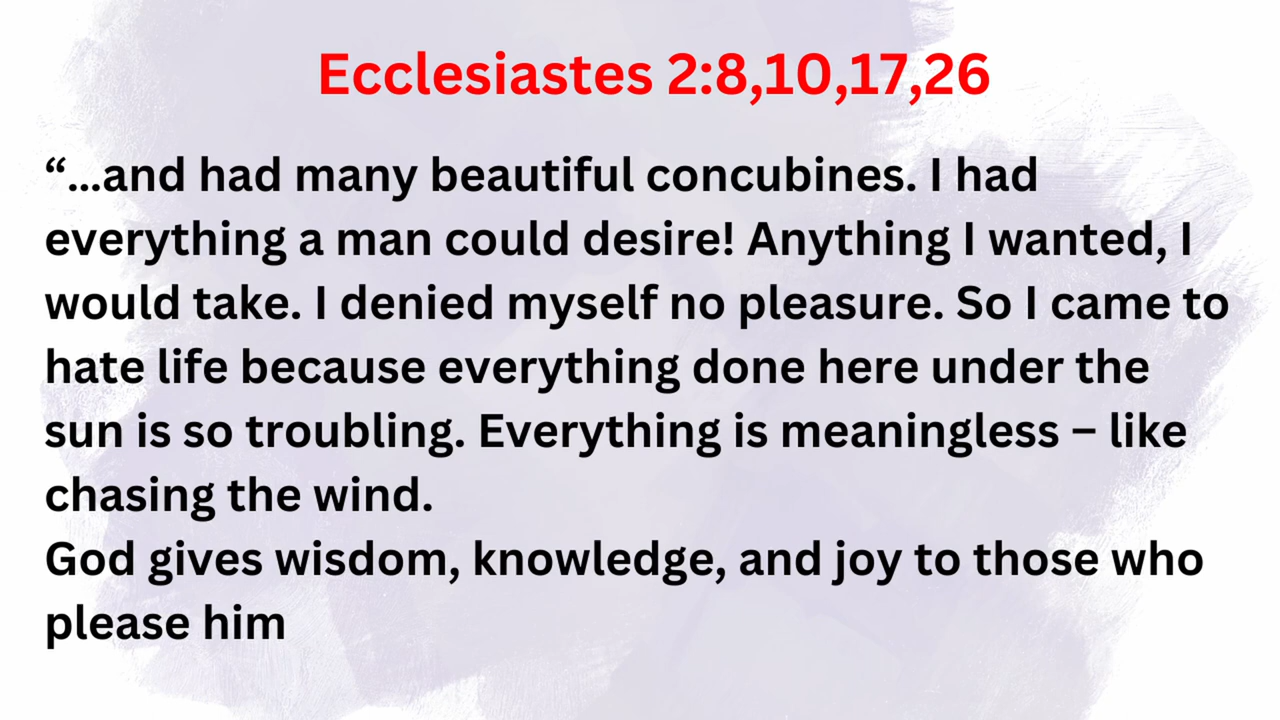 Ecclesiastes 2:8,10,17,26
“...and had many beautiful concubines. I had
everything a man could desire! Anything I wanted, I
would take. I denied myself no pleasure. So I came to
hate life because everything done here under the
sun is so troubling. Everything is meaningless – like
chasing the wind.
God gives wisdom, knowledge, and joy to those who
please him